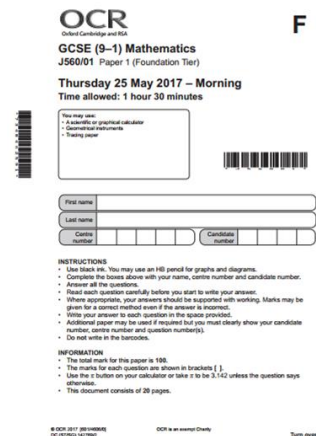 OCR
Oxford Cambridge and RSA
F
GCSE (9–1) Mathematics
J560/01 Paper 1 (Foundation Tier)
Thursday 25 May 2017 – Morning
Time allowed: 1 hour 30 minutes
You may use:
• A scientific or graphical calculator
• Geometrical instruments
• Tracing paper
First name
Last name
Centre number
Candidate number
INSTRUCTIONS
• Use black ink. You may use an HB pencil for graphs and diagrams.
• Complete the boxes above with your name, centre number and candidate number.
• Answer all the questions.
• Read each question carefully before you start to write your answer.
• Where appropriate, your answers should be supported with working. Marks may be
given for a correct method even if the answer is incorrect.
• Write your answer to each question in the space provided.
• Additional paper may be used if required but you must clearly show your candidate
number, centre number and question number(s).
• Do not write in the barcodes.
INFORMATION
• The total mark for this paper is 100.
• The marks for each question are shown in brackets [ ].
• Use the π button on your calculator or take π to be 3.142 unless the question says
otherwise.
• This document consists of 20 pages.
© OCR 2017
OCR is an exempt Charity
Turn over